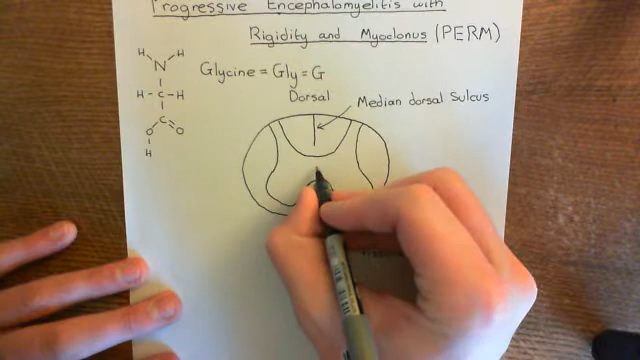 Progressive Encephalomyelitis with
Rigidity and Myoclonus (PERM)
H H
N
H - C - H
C
O O
H
Glycine = Gly = G
Dorsal
Median dorsal Sulcus